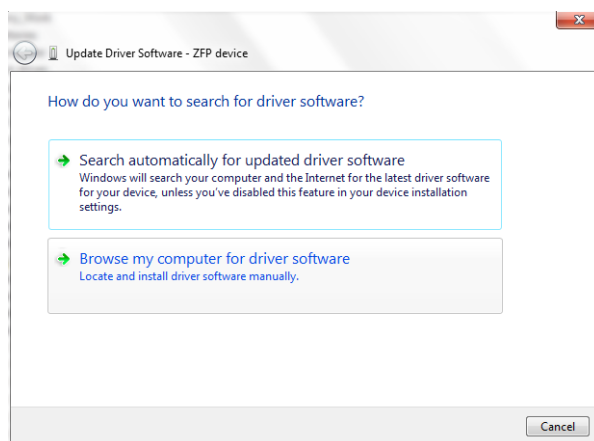 Update Driver Software - ZFP device
How do you want to search for driver software?
Search automatically for updated driver software
Windows will search your computer and the Internet for the latest driver software
for your device, unless you've disabled this feature in your device installation
settings.
Browse my computer for driver software
Locate and install driver software manually.
Cancel